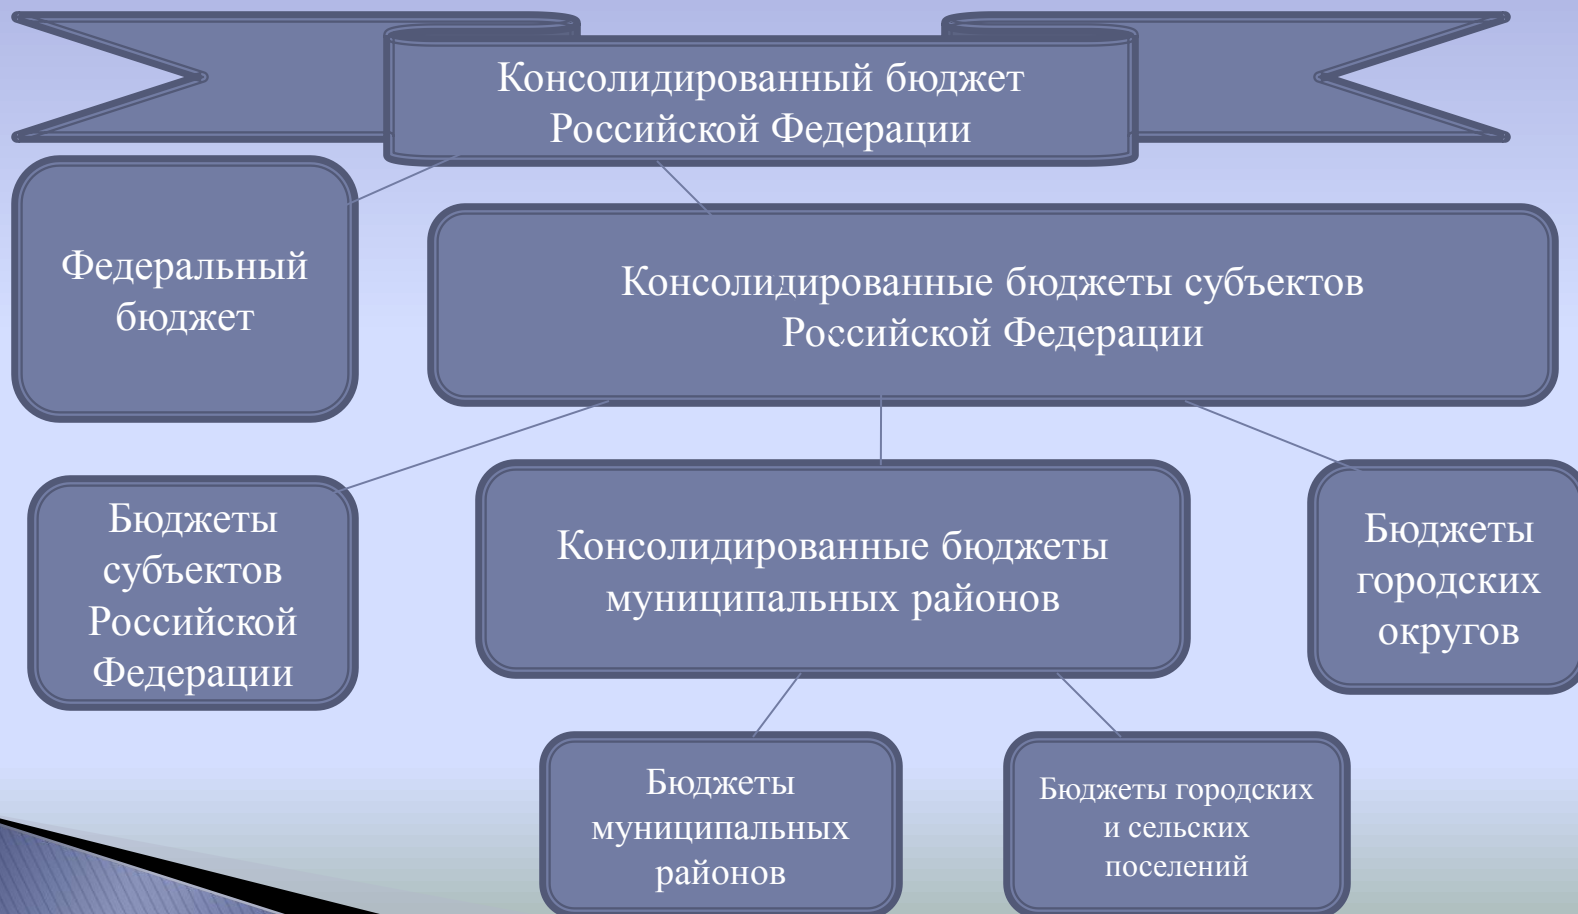 Консолидированный бюджет
Российской Федерации
Федеральный
бюджет
Консолидированные бюджеты субъектов
Российской Федерации
Бюджеты
субъектов
Российской
Федерации
Консолидированные бюджеты
муниципальных районов
Бюджеты
городских
округов
Бюджеты
муниципальных
районов
Бюджеты городских
и сельских
поселений